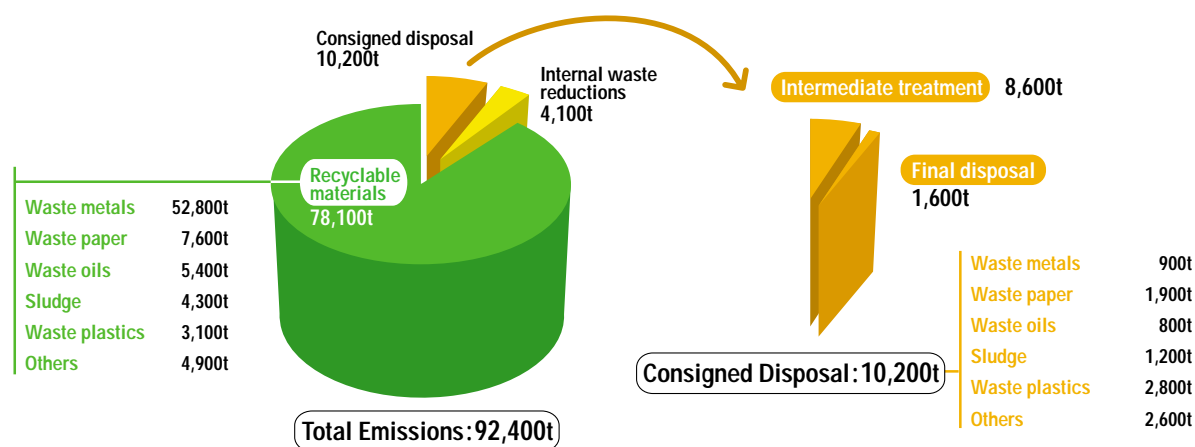 Consigned disposal
10,200t
Internal waste
reductions
4,100t
Recyclable
materials
78,100t
Waste metals 52,800t
Waste paper 7,600t
Waste oils 5,400t
Sludge 4,300t
Waste plastics 3,100t
Others 4,900t
Total Emissions: 92,400t
Intermediate treatment 8,600t
Final disposal
1,600t
Consigned Disposal: 10,200t
Waste metals 900t
Waste paper 1,900t
Waste oils 800t
Sludge 1,200t
Waste plastics 2,800t
Others 2,600t